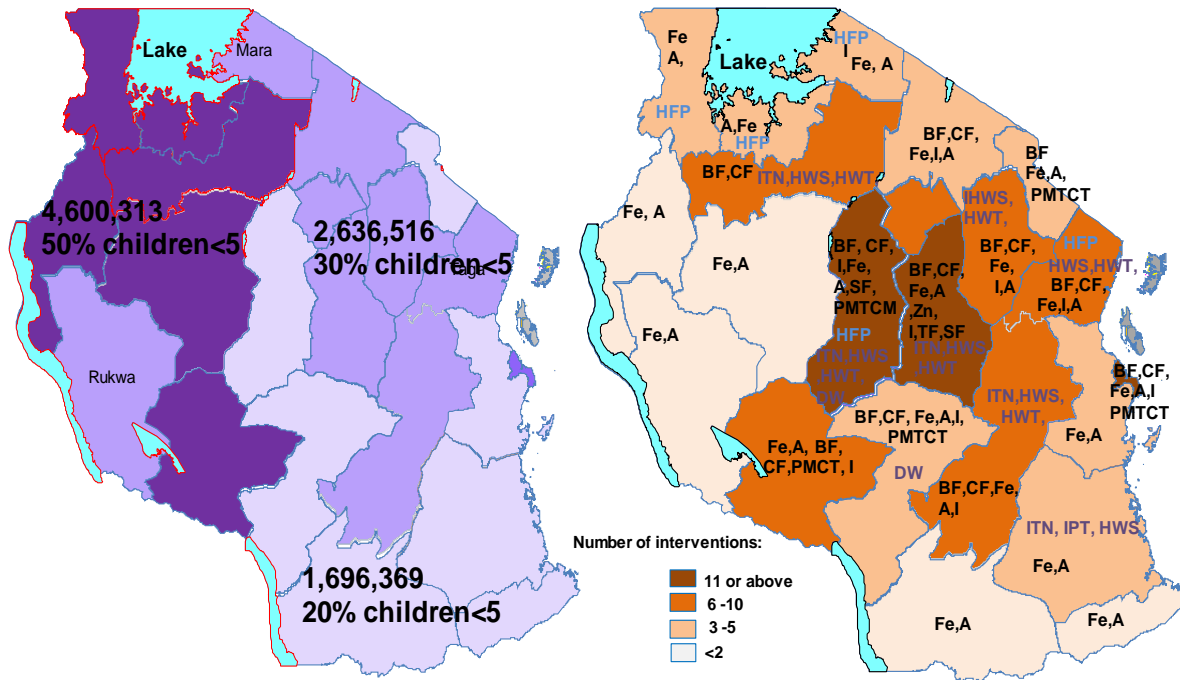 Lake
Mara
4,600,313
50% children<5
2,636,516
30% children<5
Taga
Rukwa
1,696,369
20% children<5
Fe
A,
HFP
Lake
HFP
I
Fe, A
A,Fe
HFP
BF,CF,
Fe,I,A
BF
Fe,A,
PMTCT
BF,CF
ITN,HWS,HWT
Fe, A
Fe,A
Fe,A
BF, CF,
I,Fe,
A,SF,
PMTCM
HFP
ITN,HWS
,HWT,
DW
BF,CF,
Fe,A
,Zn,
I,TF,SF
ITN,HWS
,HWT
IHWS,
HWT,
BF,CF,
Fe,
I,A
HFP
HWS,HWT,
BF,CF,
Fe,I,A
ITN,HWS,
HWT,
BF,CF,
Fe,A,I
PMTCT
Fe,A
BF,CF, Fe,A,I,
PMTCT
DW
Fe,A, BF,
CF,PMCT, I
BF,CF,Fe,
A,I
ITN, IPT, HWS
Fe,A
Fe,A
Fe,A
Number of interventions:
11 or above
6 -10
3 -5
<2